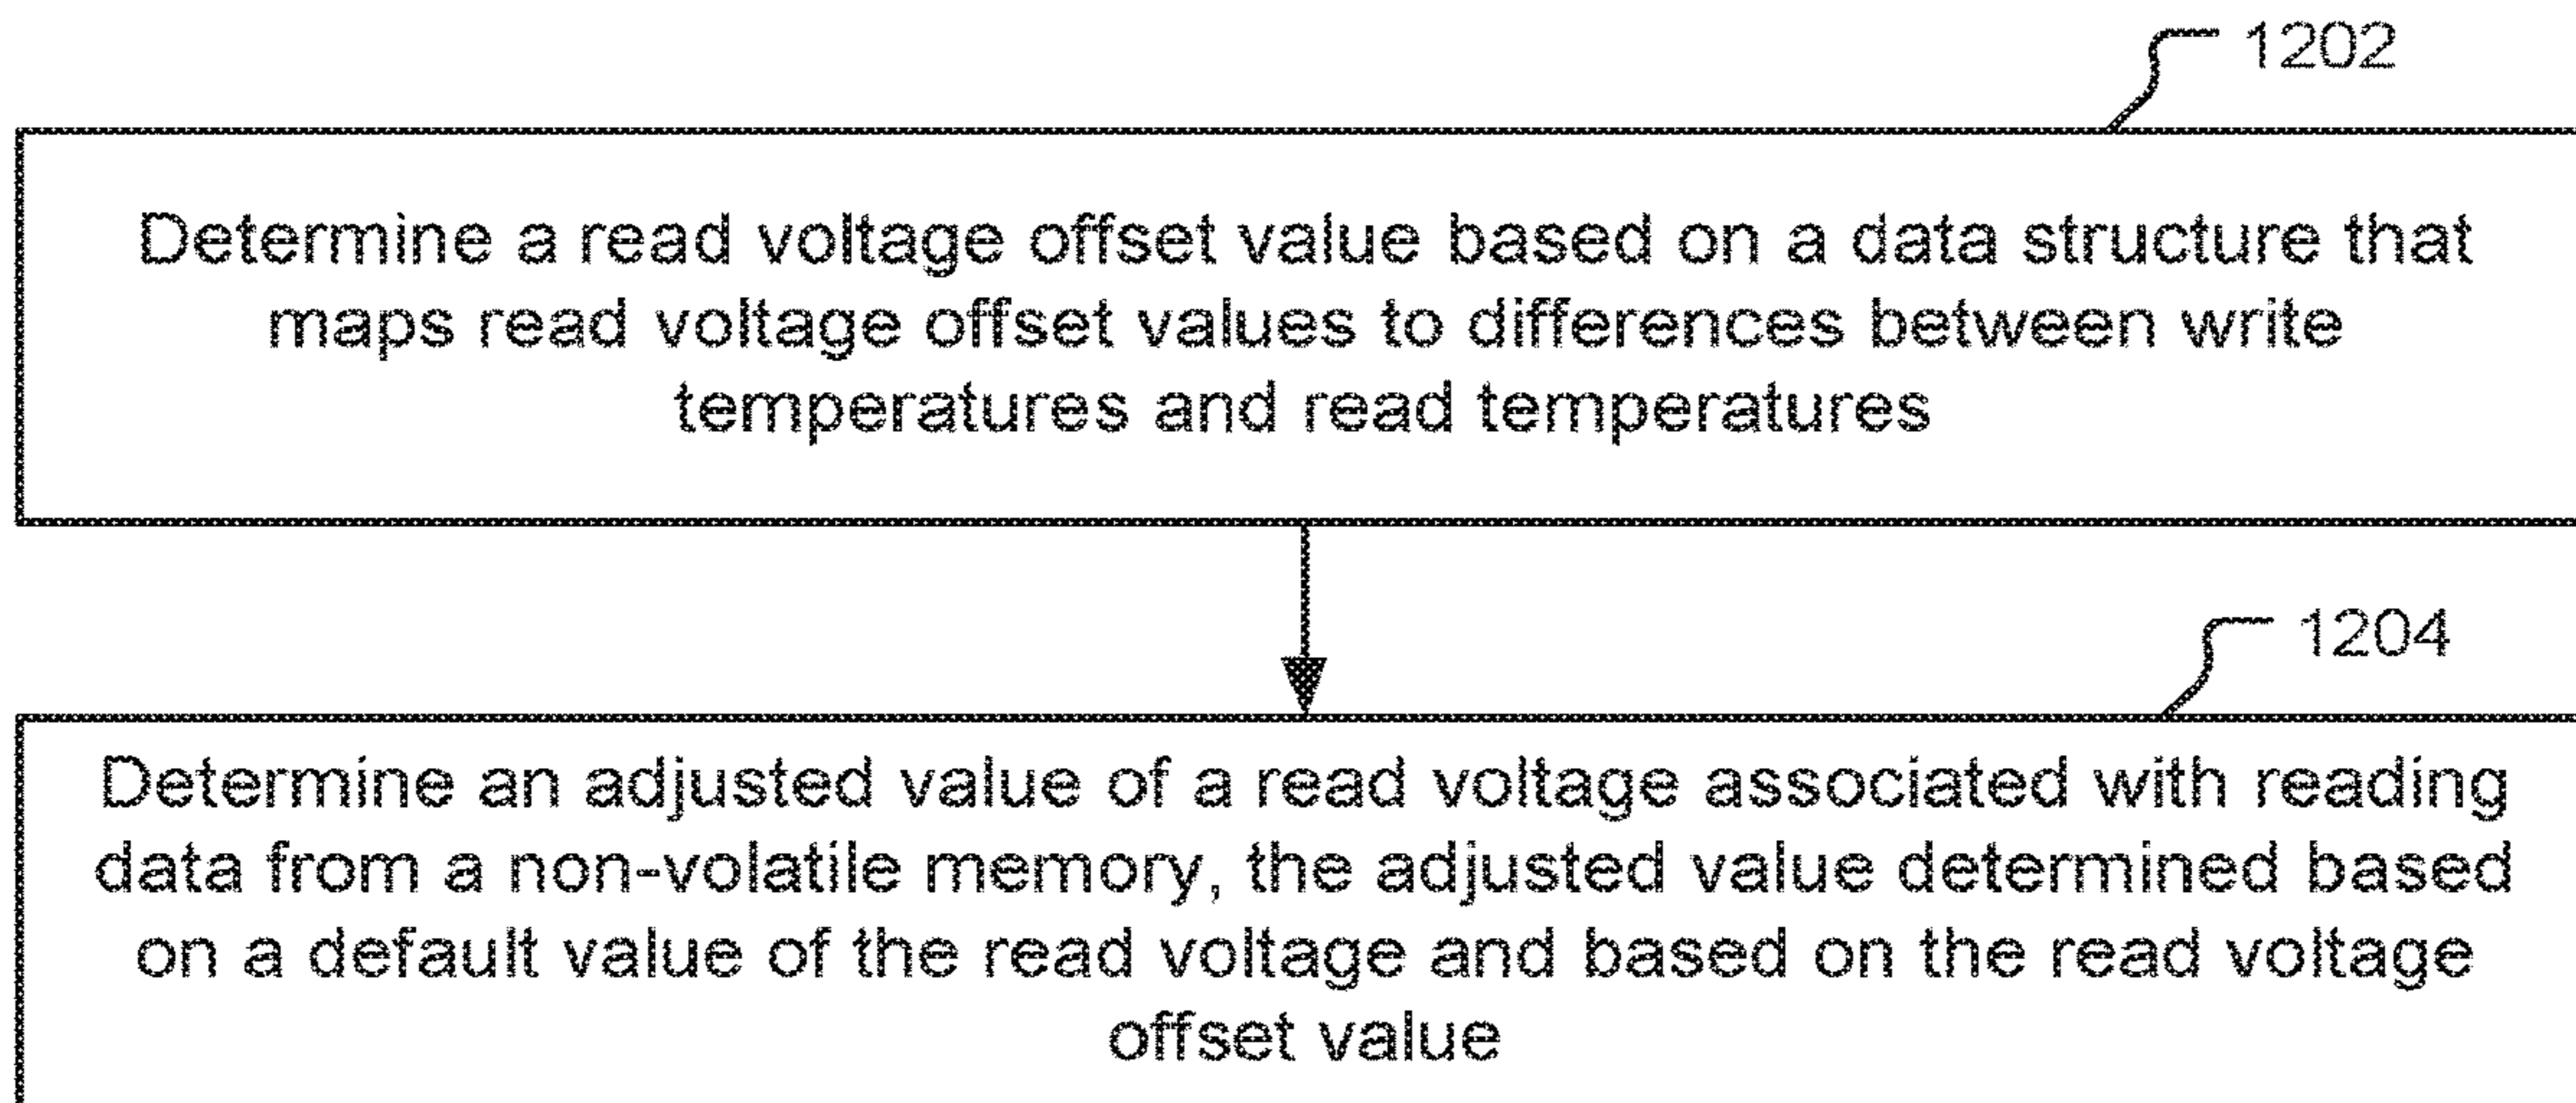 1202
Determine a read voltage offset value based on a data structure that
maps read voltage offset values to differences between write
temperatures and read temperatures
1204
Determine an adjusted value of a read voltage associated with reading
data from a non-volatile memory, the adjusted value determined based
on a default value of the read voltage and based on the read voltage
offset value